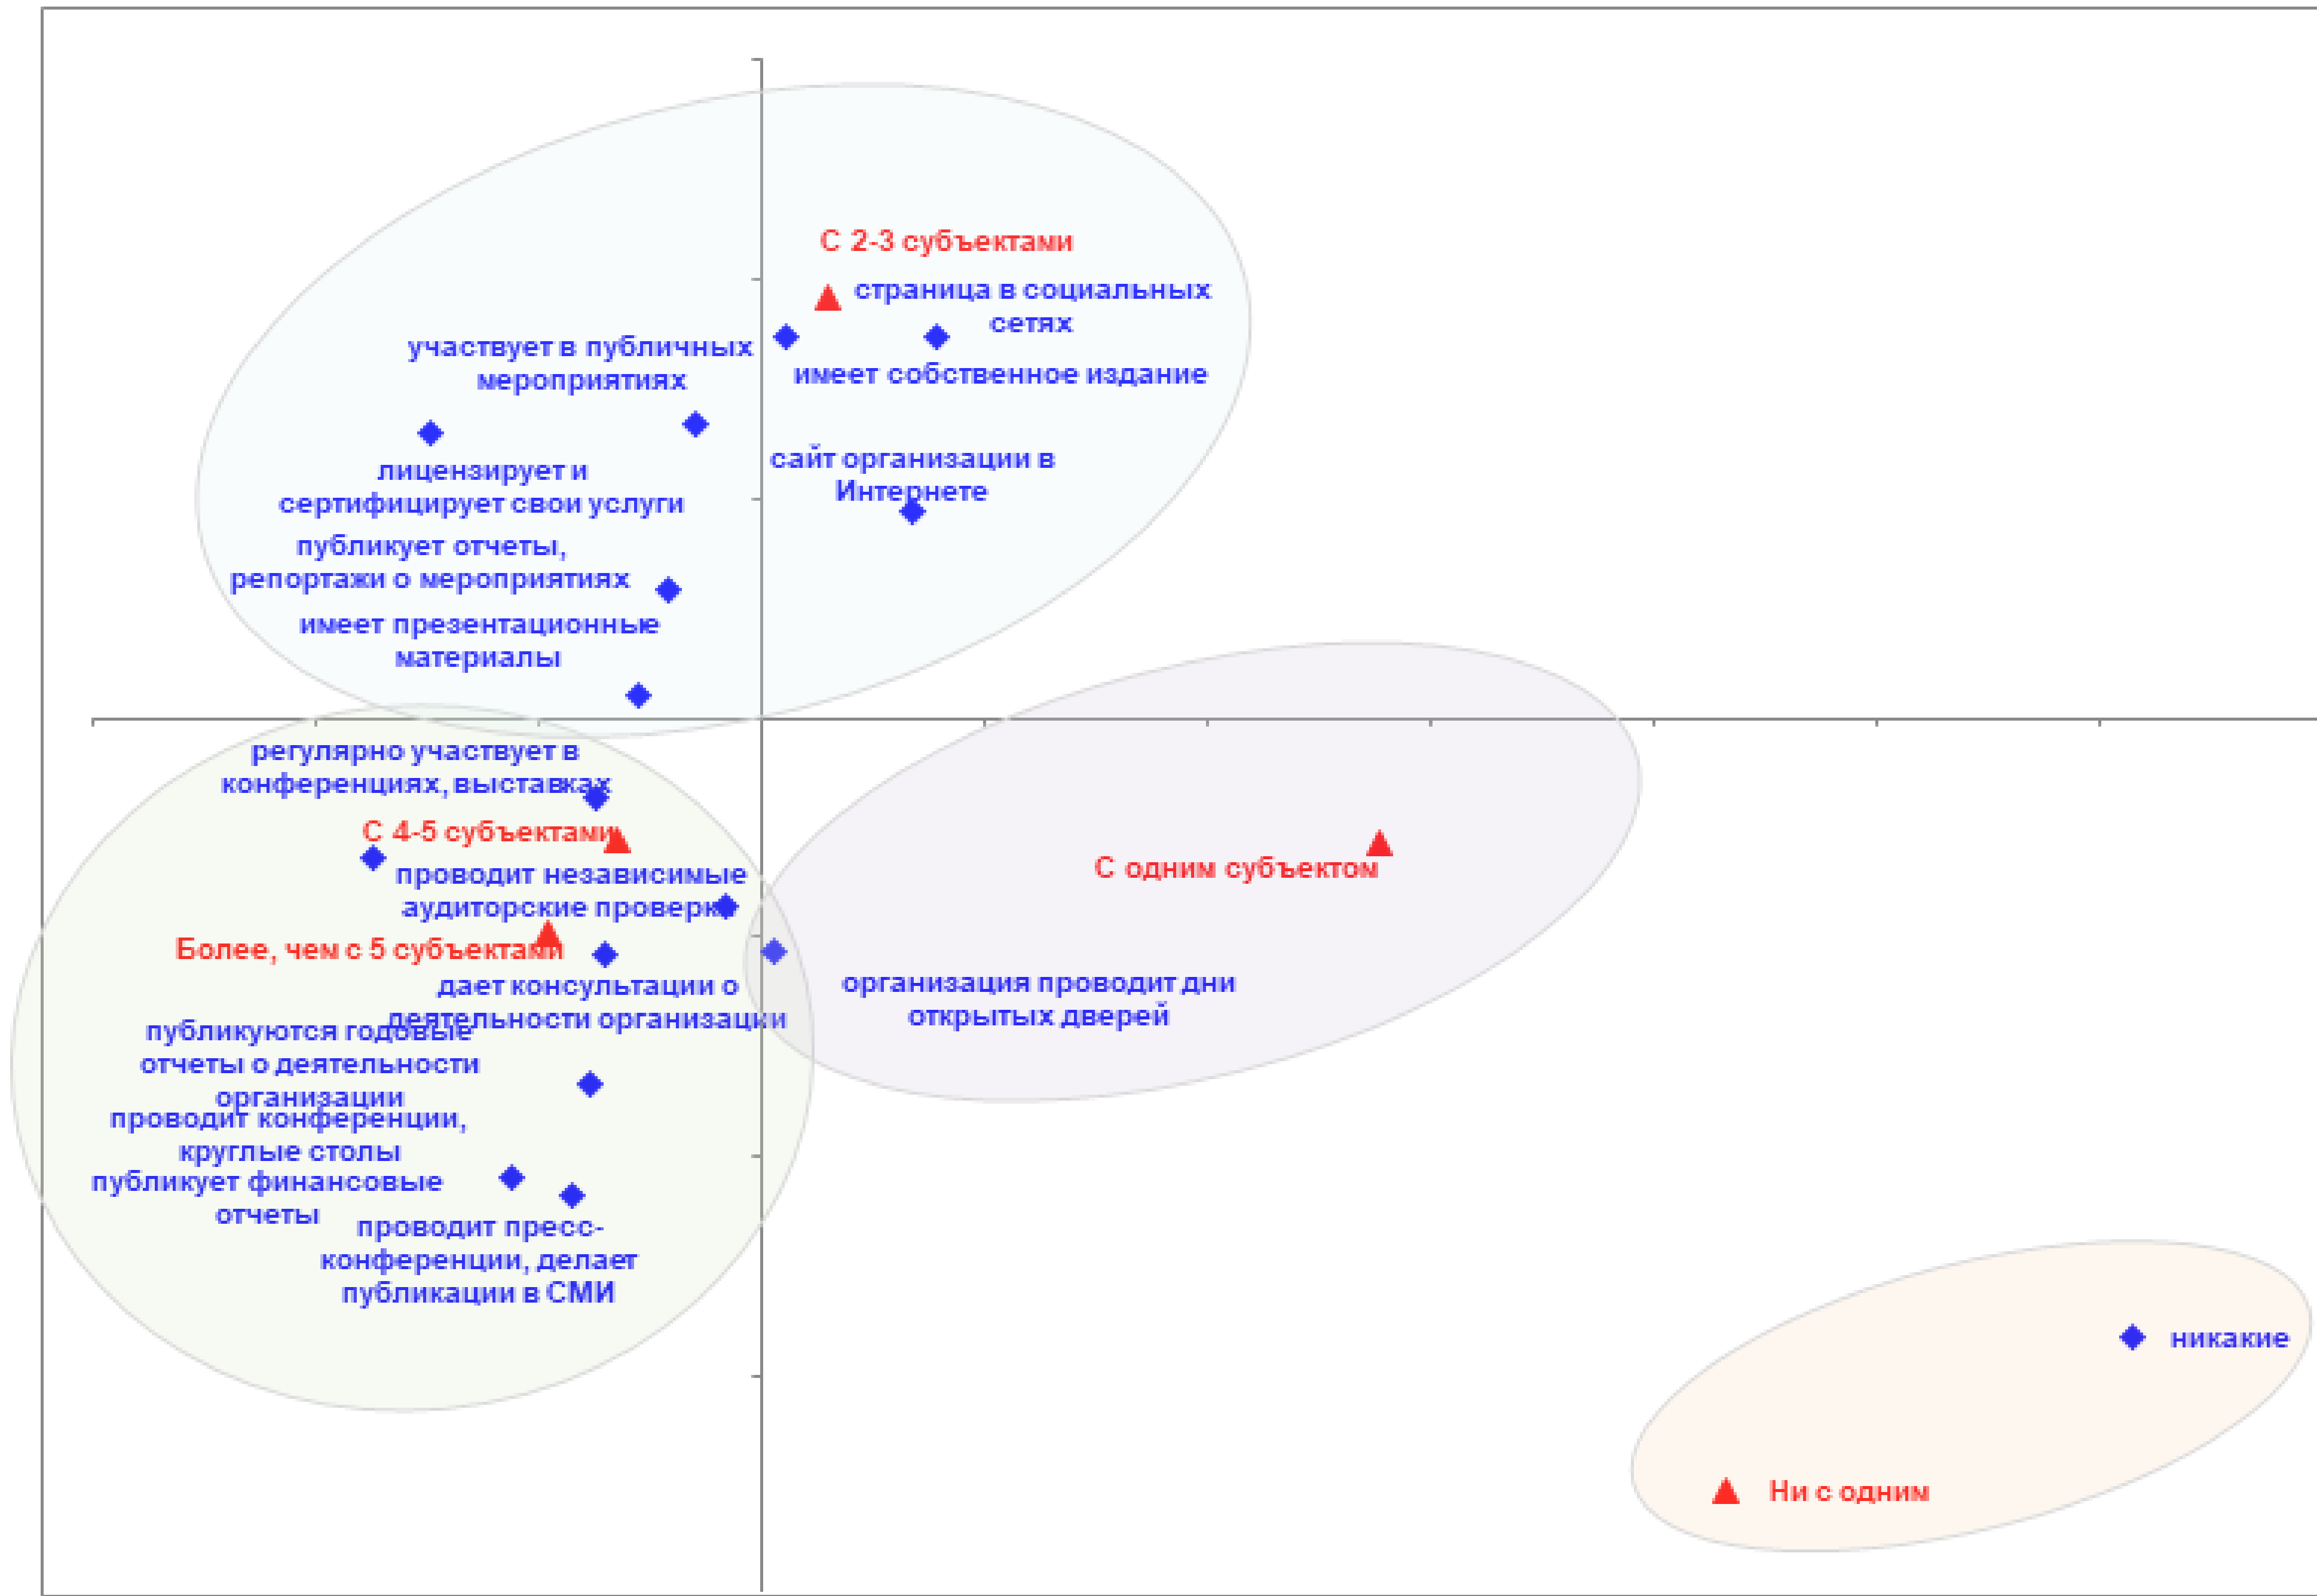 С 2-3 субъектами
страница в социальных
сетях
участвует в публичных
мероприятиях
имеет собственное издание
сайт организации в
Интернете
лицензирует и
сертифицирует свои услуги
публикует отчеты,
репортажи о мероприятиях
имеет презентационные
материалы
регулярно участвует в
конференциях, выставках
С 4-5 субъектами
проводит независимые
аудиторские проверки
С одним субъектом
Более, чем с 5 субъектами
дает консультации о
деятельности организации
организация проводит дни
открытых дверей
публикуются годовые
отчеты о деятельности
организации
проводит конференции,
круглые столы
публикует финансовые
отчеты
проводит пресс-
конференции, делает
публикации в СМИ
никакие
Ни с одним